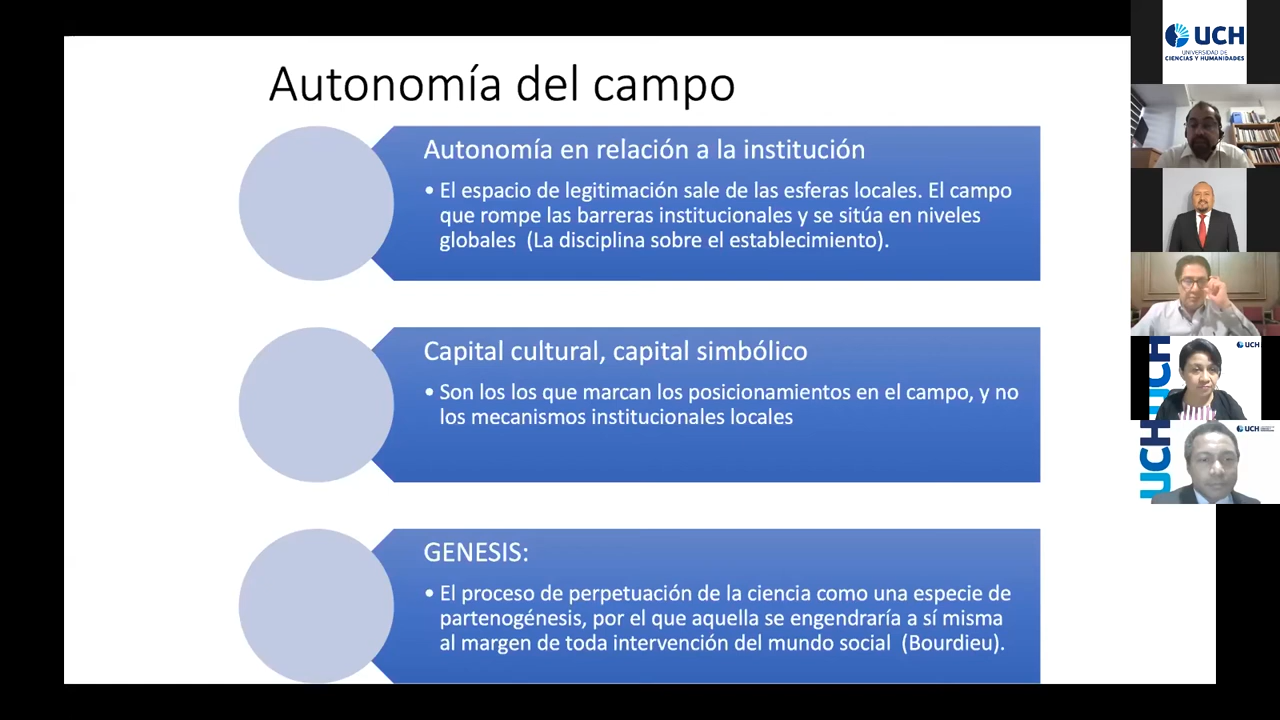 Autonomía del campo
Autonomía en relación a la institución
• El espacio de legitimación sale de las esferas locales. El campo
que rompe las barreras institucionales y se sitúa en niveles
globales (La disciplina sobre el establecimiento).
Capital cultural, capital simbólico
• Son los los que marcan los posicionamientos en el campo, y no
los mecanismos institucionales locales
GENESIS:
• El proceso de perpetuación de la ciencia como una especie de
partenogénesis, por el que aquella se engendraría a sí misma
al margen de toda intervención del mundo social (Bourdieu).
UCH
UNIVERSIDAD DE
CIENCIAS Y HUMANIDADES
UCH
UCH
UCH
UCH